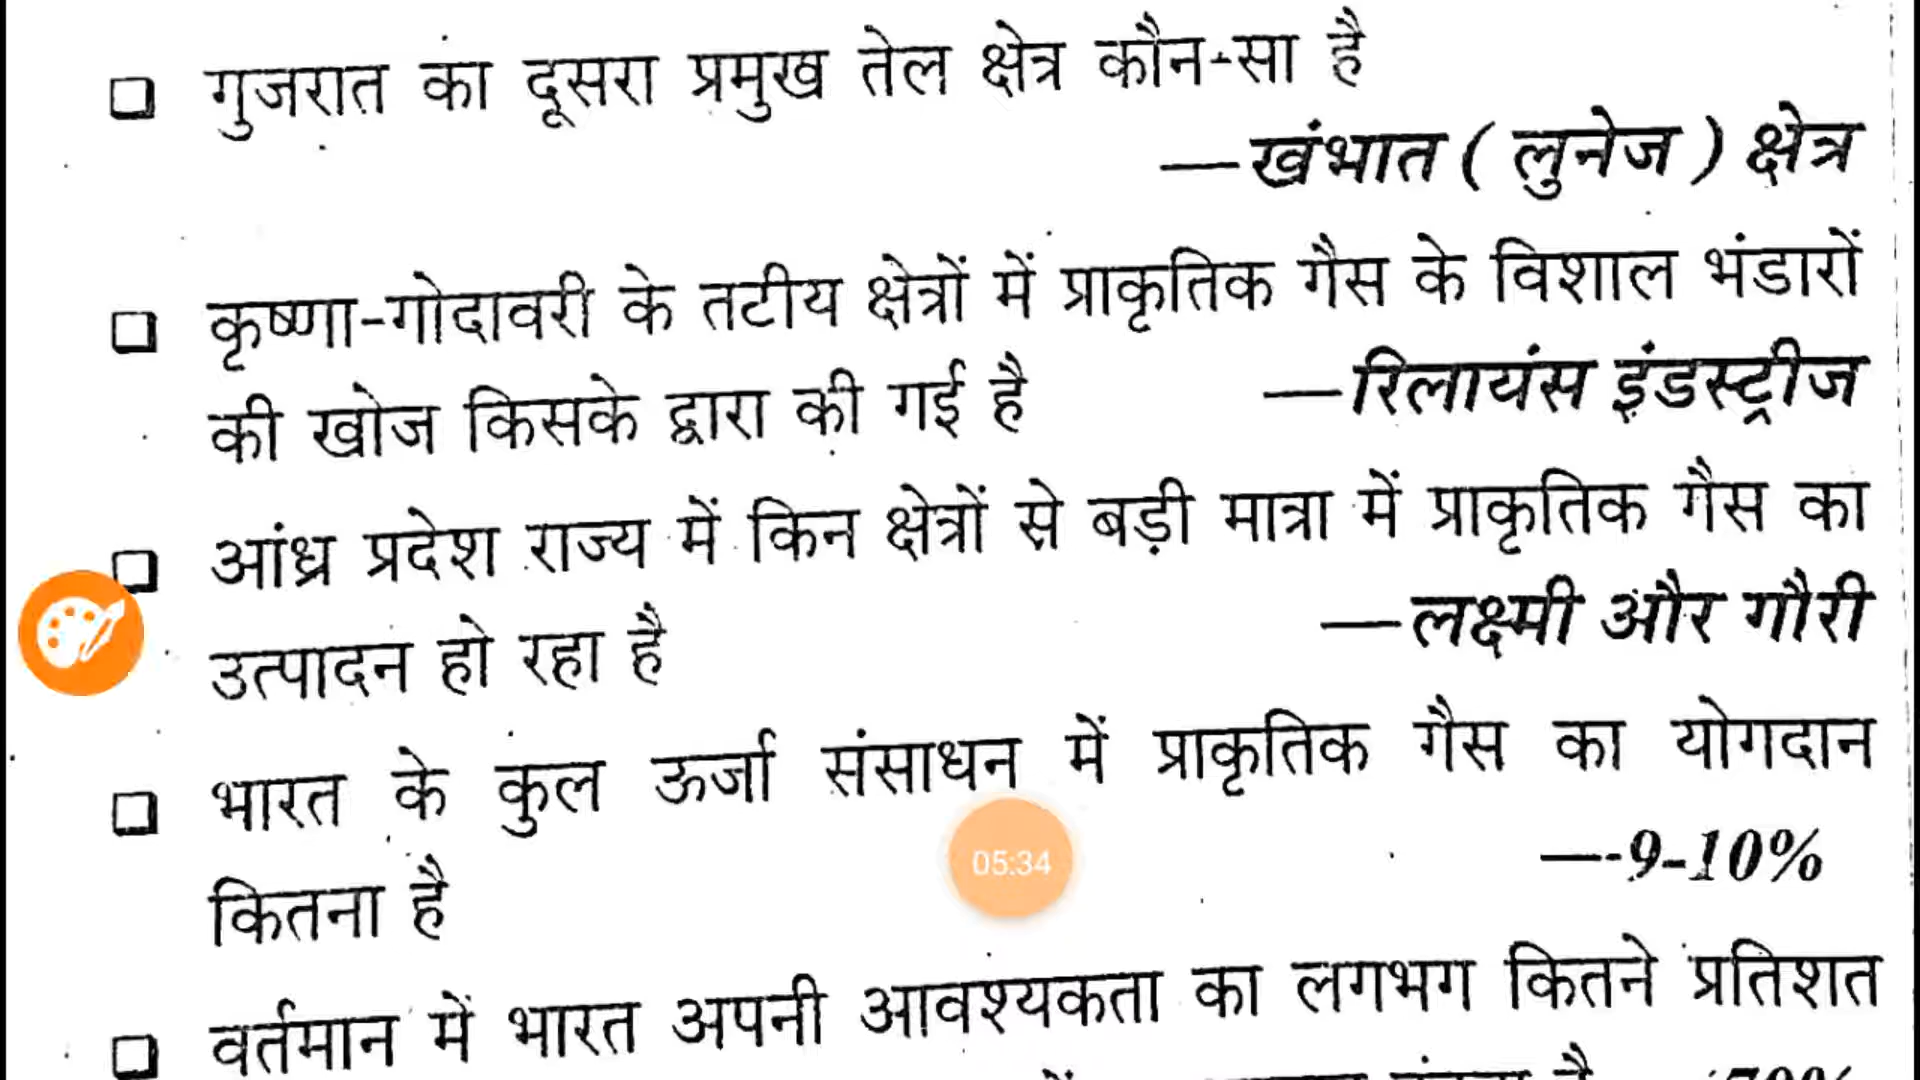 गुजरात का दूसरा प्रमुख तेल क्षेत्र कौन-सा है
—खंभात ( लुनेज ) क्षेत्र
कृष्णा-गोदावरी के तटीय क्षेत्रों में प्राकृतिक गैस के विशाल भंडारों
की खोज किसके द्वारा की गई है —रिलायंस इंडस्ट्रीज
आंध्र प्रदेश राज्य में किन क्षेत्रों से बड़ी मात्रा में प्राकृतिक गैस का
उत्पादन हो रहा है —लक्ष्मी और गौरी
भारत के कुल ऊर्जा संसाधन में प्राकृतिक गैस का योगदान
कितना है —9-10%
05:34
वर्तमान में भारत अपनी आवश्यकता का लगभग कितने प्रतिशत